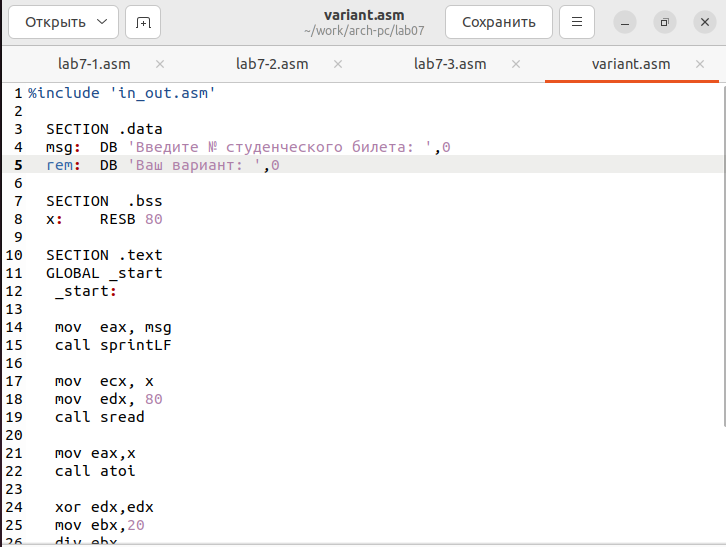 Открыть
variant.asm
~/work/arch-pc/lab07
Сохранить
lab7-1.asm × lab7-2.asm × lab7-3.asm × variant.asm ×
1 %include 'in_out.asm'
2
3 SECTION .data
4 msg: DB 'Введите № студенческого билета: ',0
5 rem: DB 'Ваш вариант: ',0
6
7 SECTION .bss
8 x: RESB 80
9
10 SECTION .text
11 GLOBAL _start
12 _start:
13
14 mov eax, msg
15 call sprintLF
16
17 mov ecx, x
18 mov edx, 80
19 call sread
20
21 mov eax,x
22 call atoi
23
24 xor edx,edx
25 mov ebx,20
26 div ebx